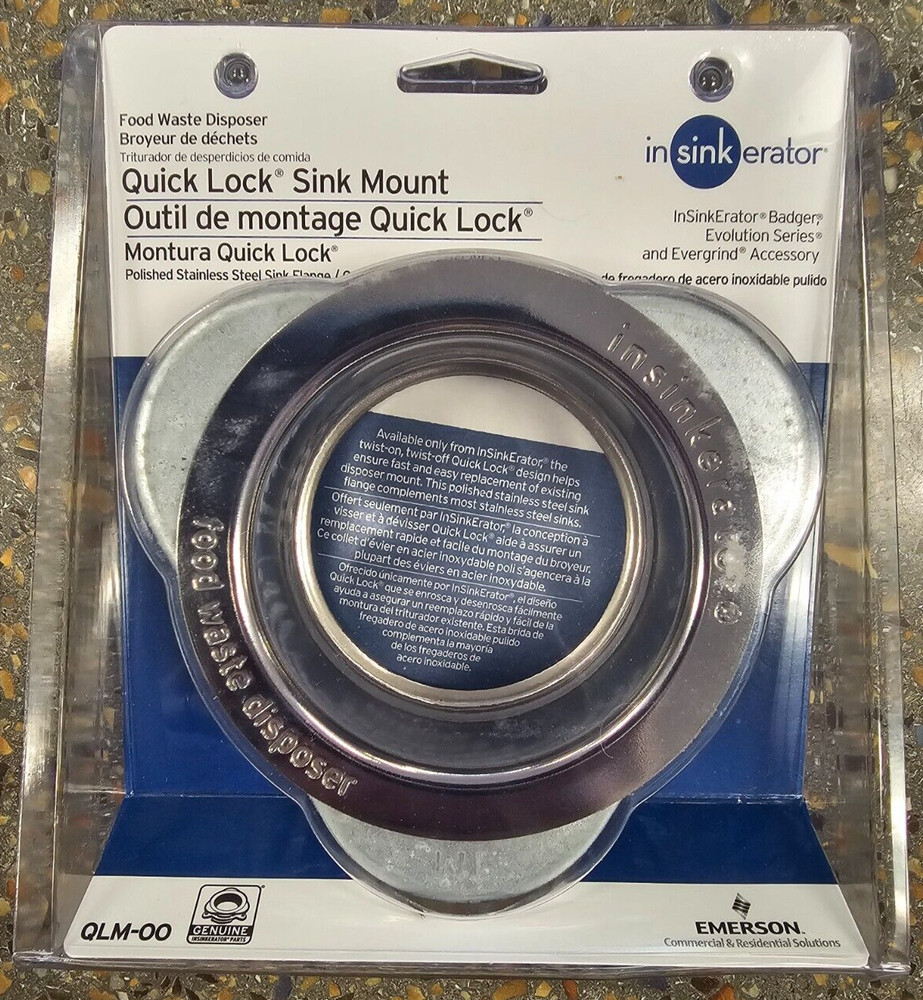 Food Waste Disposer
Broyeur de déchets
Triturador de desperdicios de comida
Quick Lock® Sink Mount
Outil de montage Quick Lock®
Montura Quick Lock®
Polished Stainless Steel Sink Flange /
de fregadero de acero inoxidable pulido
insinkerator®
InSinkErator® Badger®,
Evolution Series®
and Evergrind® Accessory
insinkerator
food waste disposer
Available only from InSinkErator®, the
twist-on, twist-off Quick Lock® design helps
ensure fast and easy replacement of existing
disposer mount. This polished stainless steel sink
flange complements most stainless steel sinks.
Offert seulement par InSinkErator®, la conception à
visser et à dévisser Quick Lock® aide à assurer un
remplacement rapide et facile du montage du broyeur.
Ce collet d'évier en acier inoxydable poli s'agencera à la
plupart des éviers en acier inoxydable.
Ofrecido únicamente por InSinkErator®, el diseño
Quick Lock® que se enrosca y desenrosca fácilmente
ayuda a asegurar un reemplazo rápido y fácil de la
montura del triturador existente. Esta brida de
fregadero de acero inoxidable pulido
complementa la mayoría
de los fregaderos de
acero inoxidable.
QLM-00
GENUINE
INSINKERATOR® PARTS
EMERSON™
Commercial & Residential Solutions